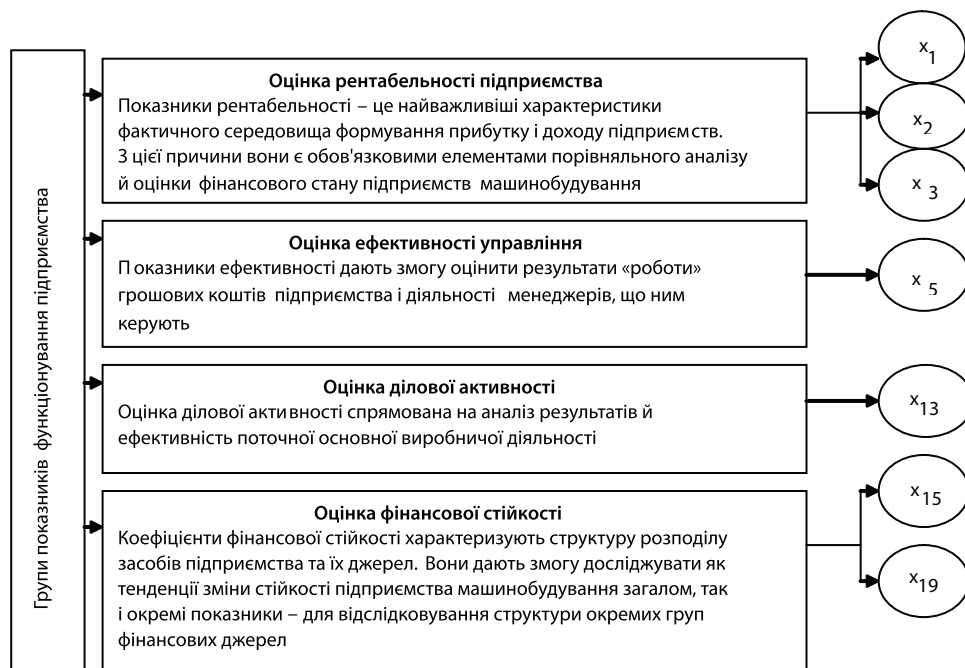 Групи показників функціонування підприємства
Оцінка рентабельності підприємства
Показники рентабельності – це найважливіші характеристики
фактичного середовища формування прибутку і доходу підприємств.
З цієї причини вони є обов'язковими елементами порівняльного аналізу
й оцінки фінансового стану підприємств машинобудування
x1
x2
x3
Оцінка ефективності управління
Показники ефективності дають змогу оцінити результати «роботи»
грошових коштів підприємства і діяльності менеджерів, що ним
керують
x5
Оцінка ділової активності
Оцінка ділової активності спрямована на аналіз результатів й
ефективність поточної основної виробничої діяльності
x13
Оцінка фінансової стійкості
Коефіцієнти фінансової стійкості характеризують структуру розподілу
засобів підприємства та їх джерел. Вони дають змогу досліджувати як
тенденції зміни стійкості підприємства машинобудування загалом, так
і окремі показники – для відслідковування структури окремих груп
фінансових джерел
x15
x19